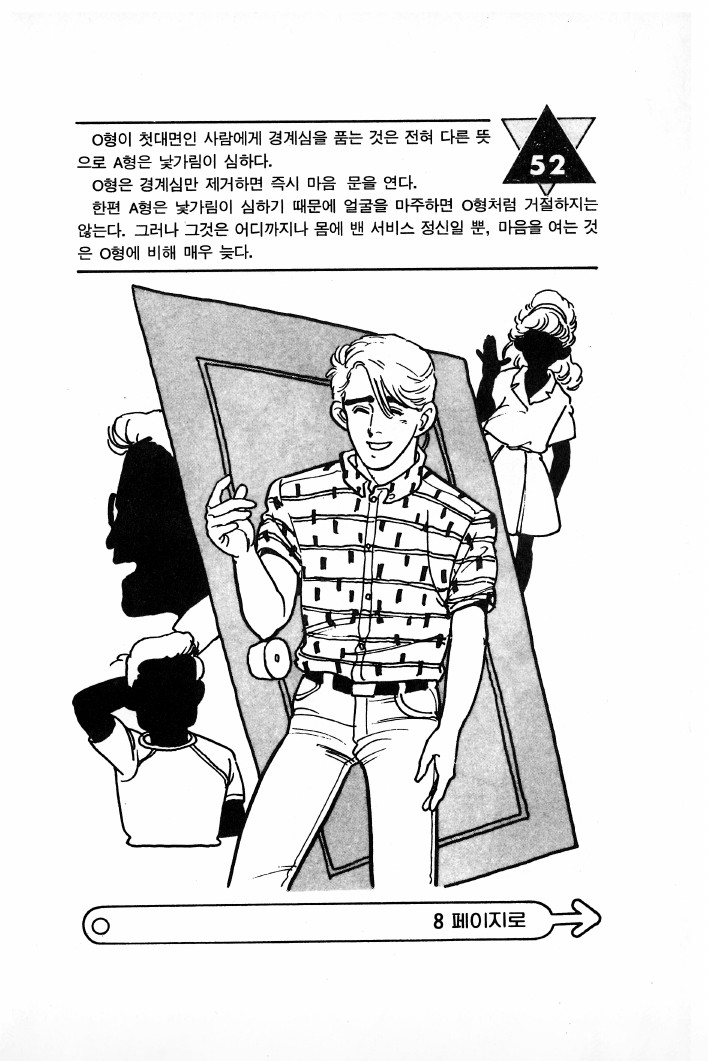 O형이 첫대면인 사람에게 경계심을 품는 것은 전혀 다른 뜻
으로 A형은 낯가림이 심하다.
O형은 경계심만 제거하면 즉시 마음 문을 연다.
한편 A형은 낯가림이 심하기 때문에 얼굴을 마주하면 O형처럼 거절하지는
않는다. 그러나 그것은 어디까지나 몸에 밴 서비스 정신일 뿐, 마음을 여는 것
은 O형에 비해 매우 늦다.
52
8 페이지로